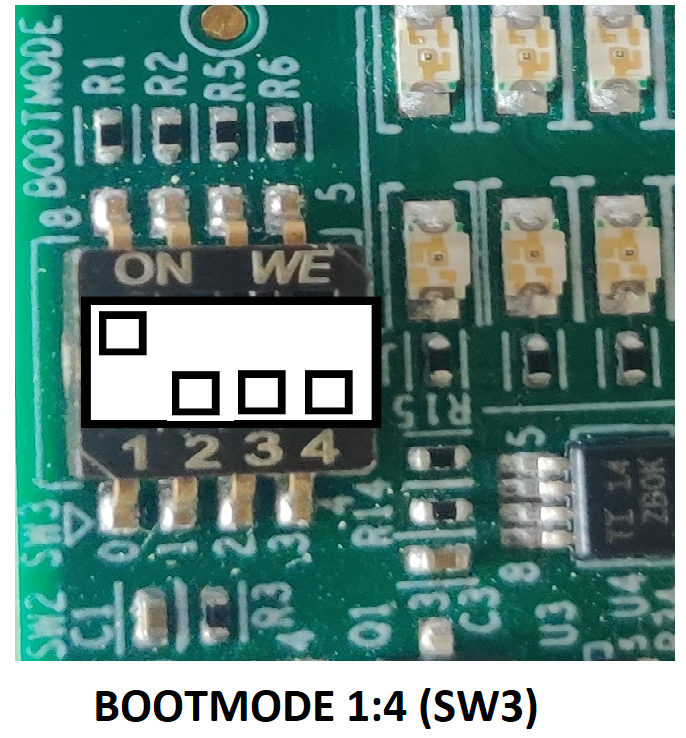 BOOTMODE
R1 R2 R5 R6
8 5
ON WE
1 2 3 4
R15
SW3
0 1 2 3 4
R14
5
TI 14
ZBOK
8
SW2
C1
R3
4
Q1
3
C3
U3
U4
5
BOOTMODE 1:4 (SW3)